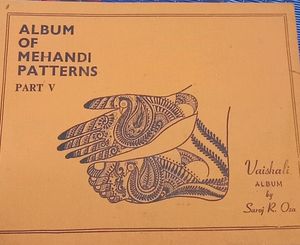 ALBUM
OF
MEHANDI
PATTERNS
PART V
Vaishali
ALBUM
by
Saroj R. Oza